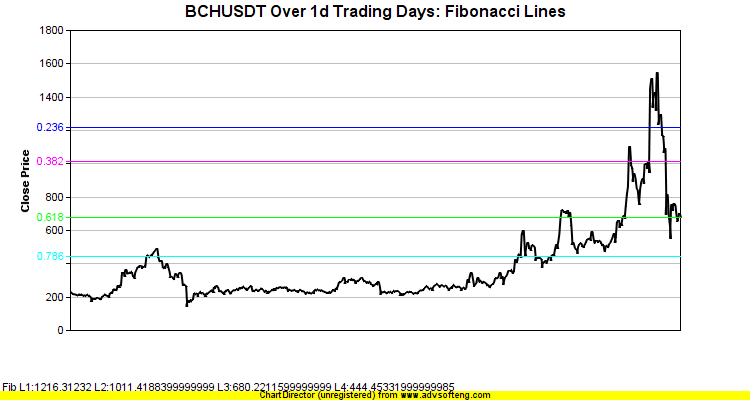 BCHUSDT Over 1d Trading Days: Fibonacci Lines
1800
1600
1400
0.236
0.382
800
0.618
600
0.786
200
0
Close Price
Fib L1:1216.31232 L2:1011.4188399999999 L3:680.2211599999999 L4:444.45331999999985
ChartDirector (unregistered) from www.advsofteng.com